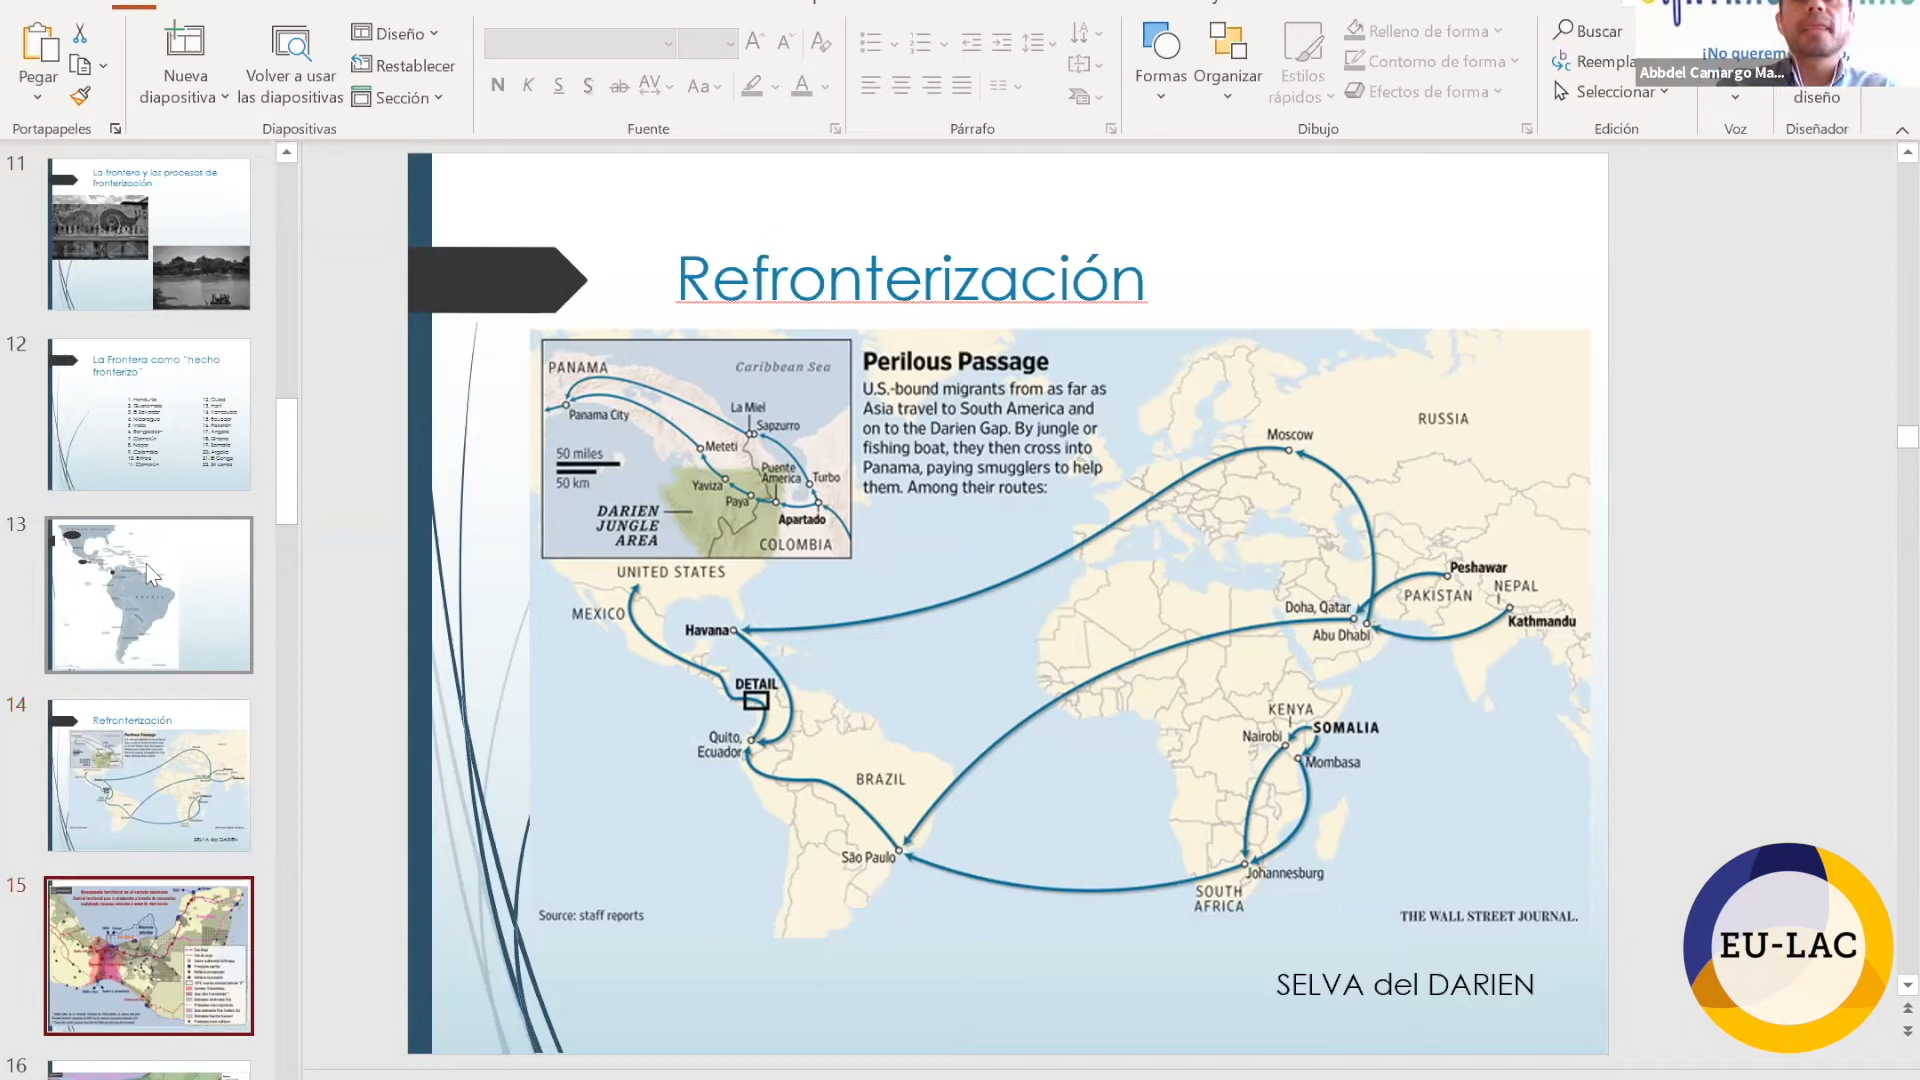 Pegar
Portapapeles
Nueva
diapositiva
Volver a usar
las diapositivas
Diseño
Restablecer
Sección
Diapositivas
N K S S ab AV Aa A
Fuente
Párrafo
Formas
Organizar
Estilos
rápidos
Relleno de forma
Contorno de forma
Efectos de forma
Dibujo
Buscar
Reempla
Seleccionar
Edición
Voz
diseño
Diseñador
¡No querem
Abbdel Camargo Ma...
11
La frontera y los procesos de
fronterización
12
La Frontera como "hecho
fronterizo"
13
14
Refronterización
SELVA del DARIEN
15
16
Refronterización
PANAMA
Caribbean Sea
Panama City
La Miel
Sapzurro
Meteti
50 miles
50 km
Puente
America
Turbo
Yaviza
Paya
Apartado
DARIEN
JUNGLE
AREA
COLOMBIA
Perilous Passage
U.S.-bound migrants from as far as
Asia travel to South America and
on to the Darien Gap. By jungle or
fishing boat, they then cross into
Panama, paying smugglers to help
them. Among their routes:
RUSSIA
Moscow
UNITED STATES
MEXICO
Havana
Peshawar
PAKISTAN
NEPAL
Kathmandu
Doha, Qatar
Abu Dhabi
DETAIL
Quito,
Ecuador
BRAZIL
São Paulo
KENYA
SOMALIA
Nairobi
Mombasa
Johannesburg
SOUTH
AFRICA
Source: staff reports
THE WALL STREET JOURNAL.
SELVA del DARIEN
EU-LAC